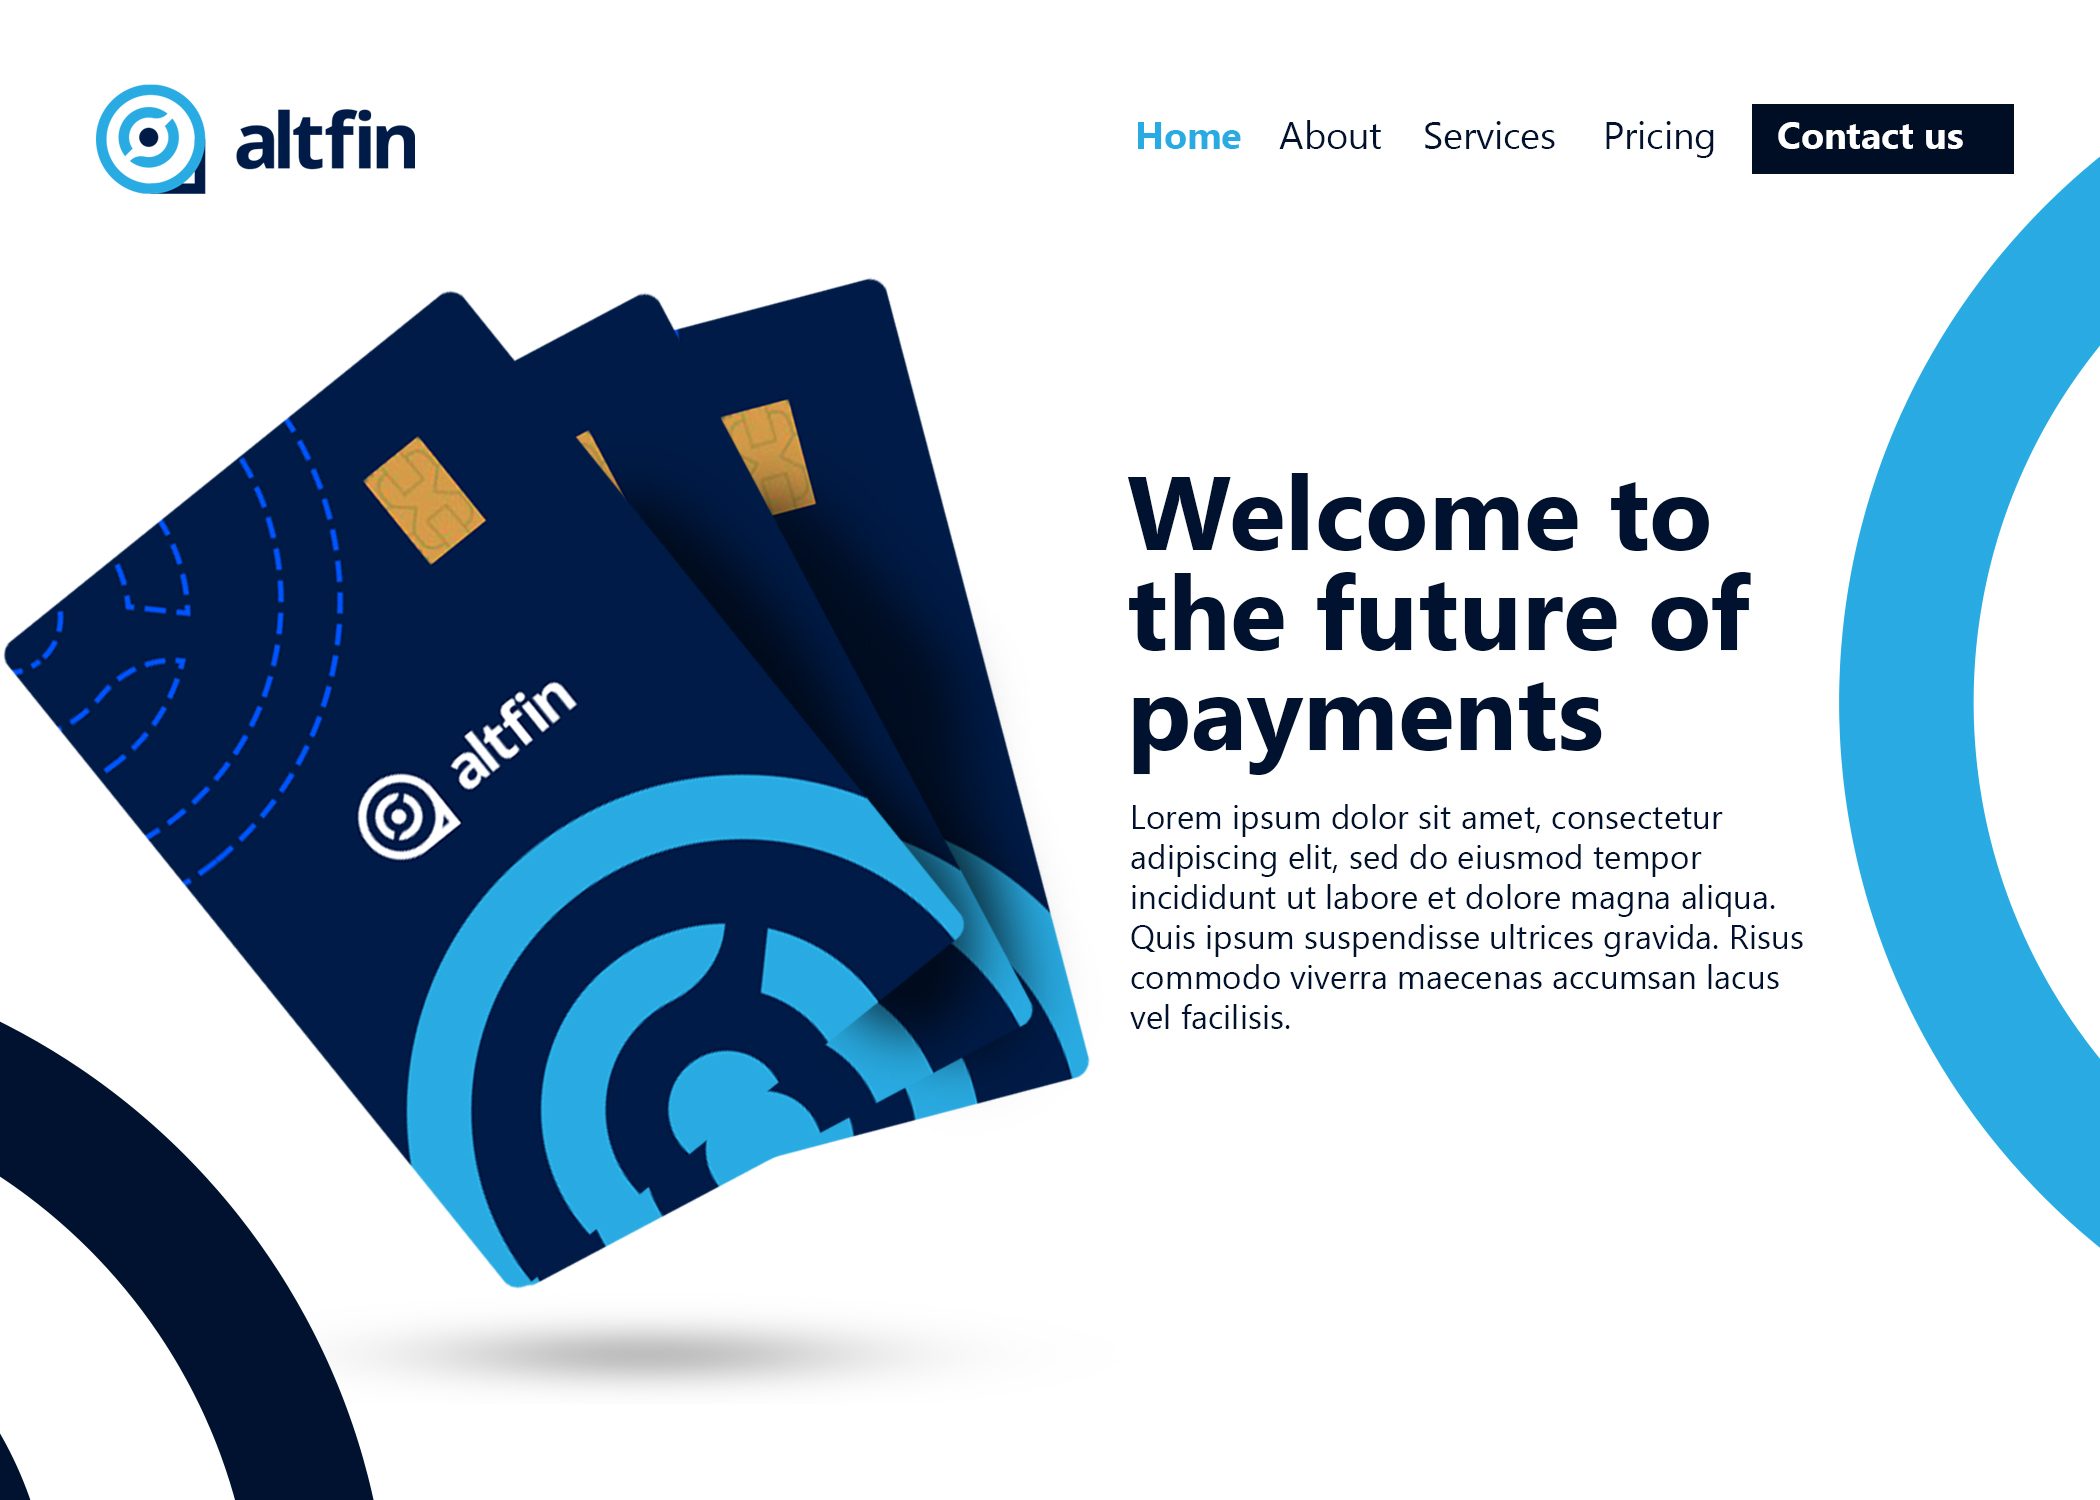 altfin
Home About Services Pricing Contact us
Welcome to
the future of
payments
altfin
Lorem ipsum dolor sit amet, consectetur
adipiscing elit, sed do eiusmod tempor
incididunt ut labore et dolore magna aliqua.
Quis ipsum suspendisse ultrices gravida. Risus
commodo viverra maecenas accumsan lacus
vel facilisis.